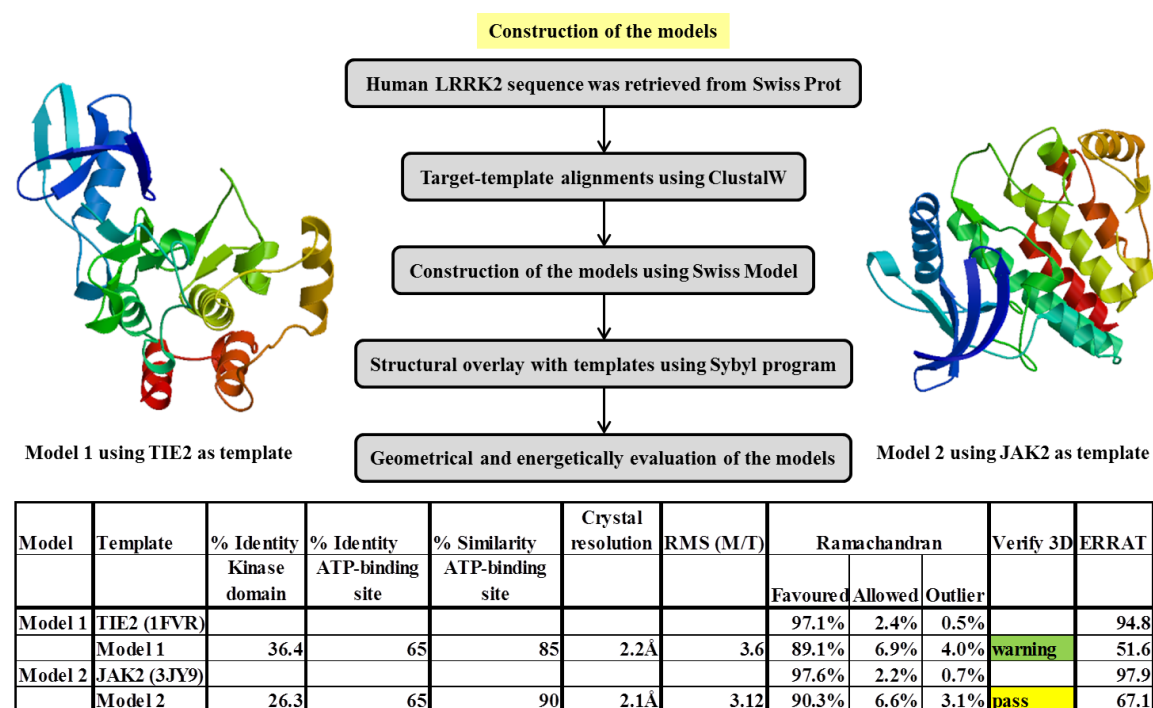 Construction of the models
Human LRRK2 sequence was retrieved from Swiss Prot
Target-template alignments using ClustalW
Construction of the models using Swiss Model
Structural overlay with templates using Sybyl program
Geometrical and energetically evaluation of the models
Model 1 using TIE2 as template
Model 2 using JAK2 as template
Model Template % Identity % Identity % Similarity Crystal resolution RMS (M/T) Ramachandran Verify 3D ERRAT
Kinase domain ATP-binding site ATP-binding site Favoured Allowed Outlier
Model 1 TIE2 (1FVR) 97.1% 2.4% 0.5% 94.8
Model 1 36.4 65 85 2.2Å 3.6 89.1% 6.9% 4.0% warning 51.6
Model 2 JAK2 (3JY9) 97.6% 2.2% 0.7% 97.9
Model 2 26.3 65 90 2.1Å 3.12 90.3% 6.6% 3.1% pass 67.1